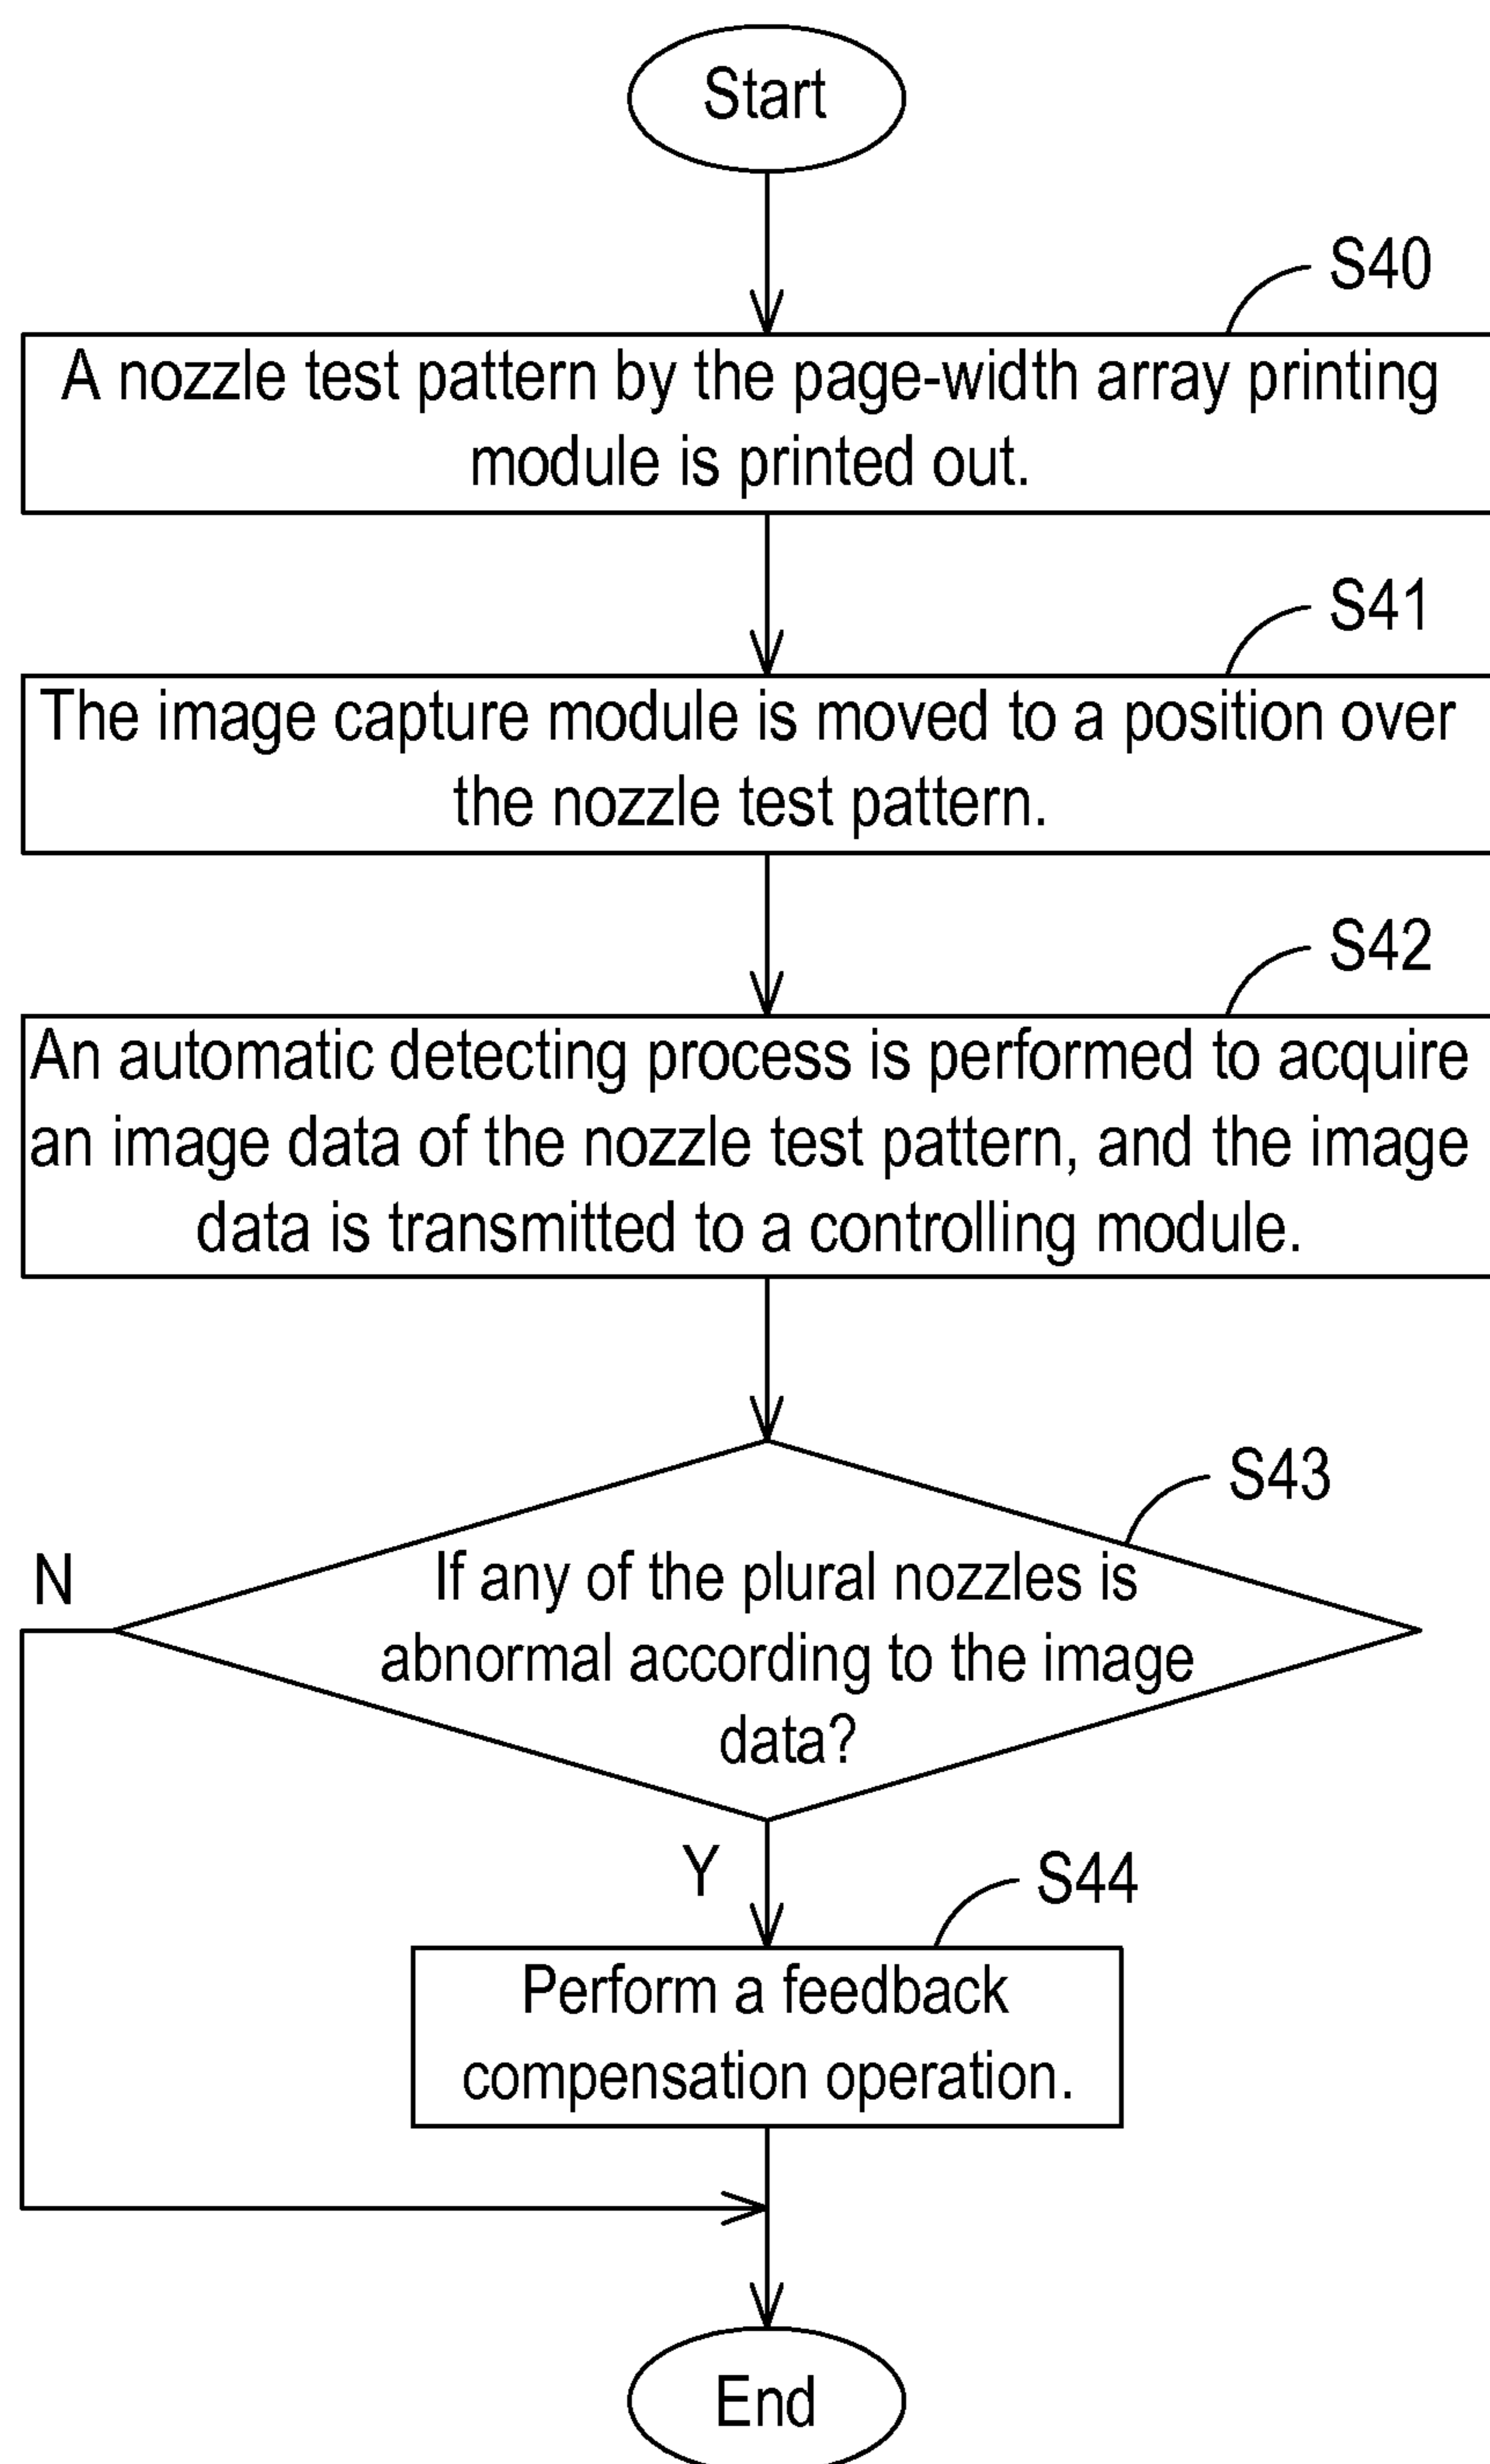 Start
S40
A nozzle test pattern by the page-width array printing
module is printed out.
S41
The image capture module is moved to a position over
the nozzle test pattern.
S42
An automatic detecting process is performed to acquire
an image data of the nozzle test pattern, and the image
data is transmitted to a controlling module.
S43
N
If any of the plural nozzles is
abnormal according to the image
data?
Y
S44
Perform a feedback
compensation operation.
End